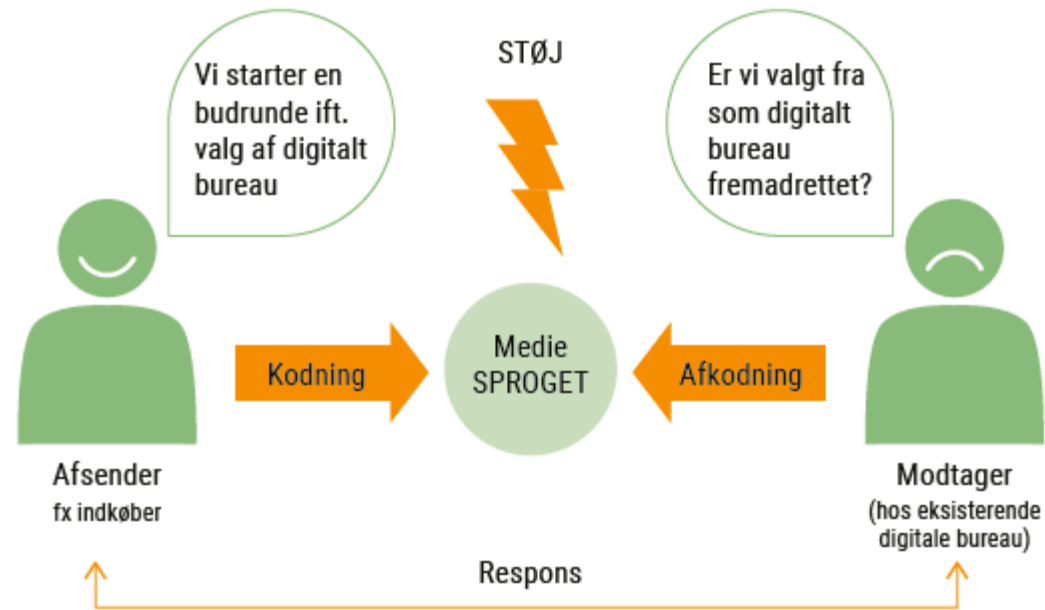 Vi starter en
budrunde ift.
valg af digitalt
bureau
STØJ
Er vi valgt fra
som digitalt
bureau
fremadrettet?
Kodning
Medie
SPROGET
Afkodning
Afsender
fx indkøber
Modtager
(hos eksisterende
digitale bureau)
Respons